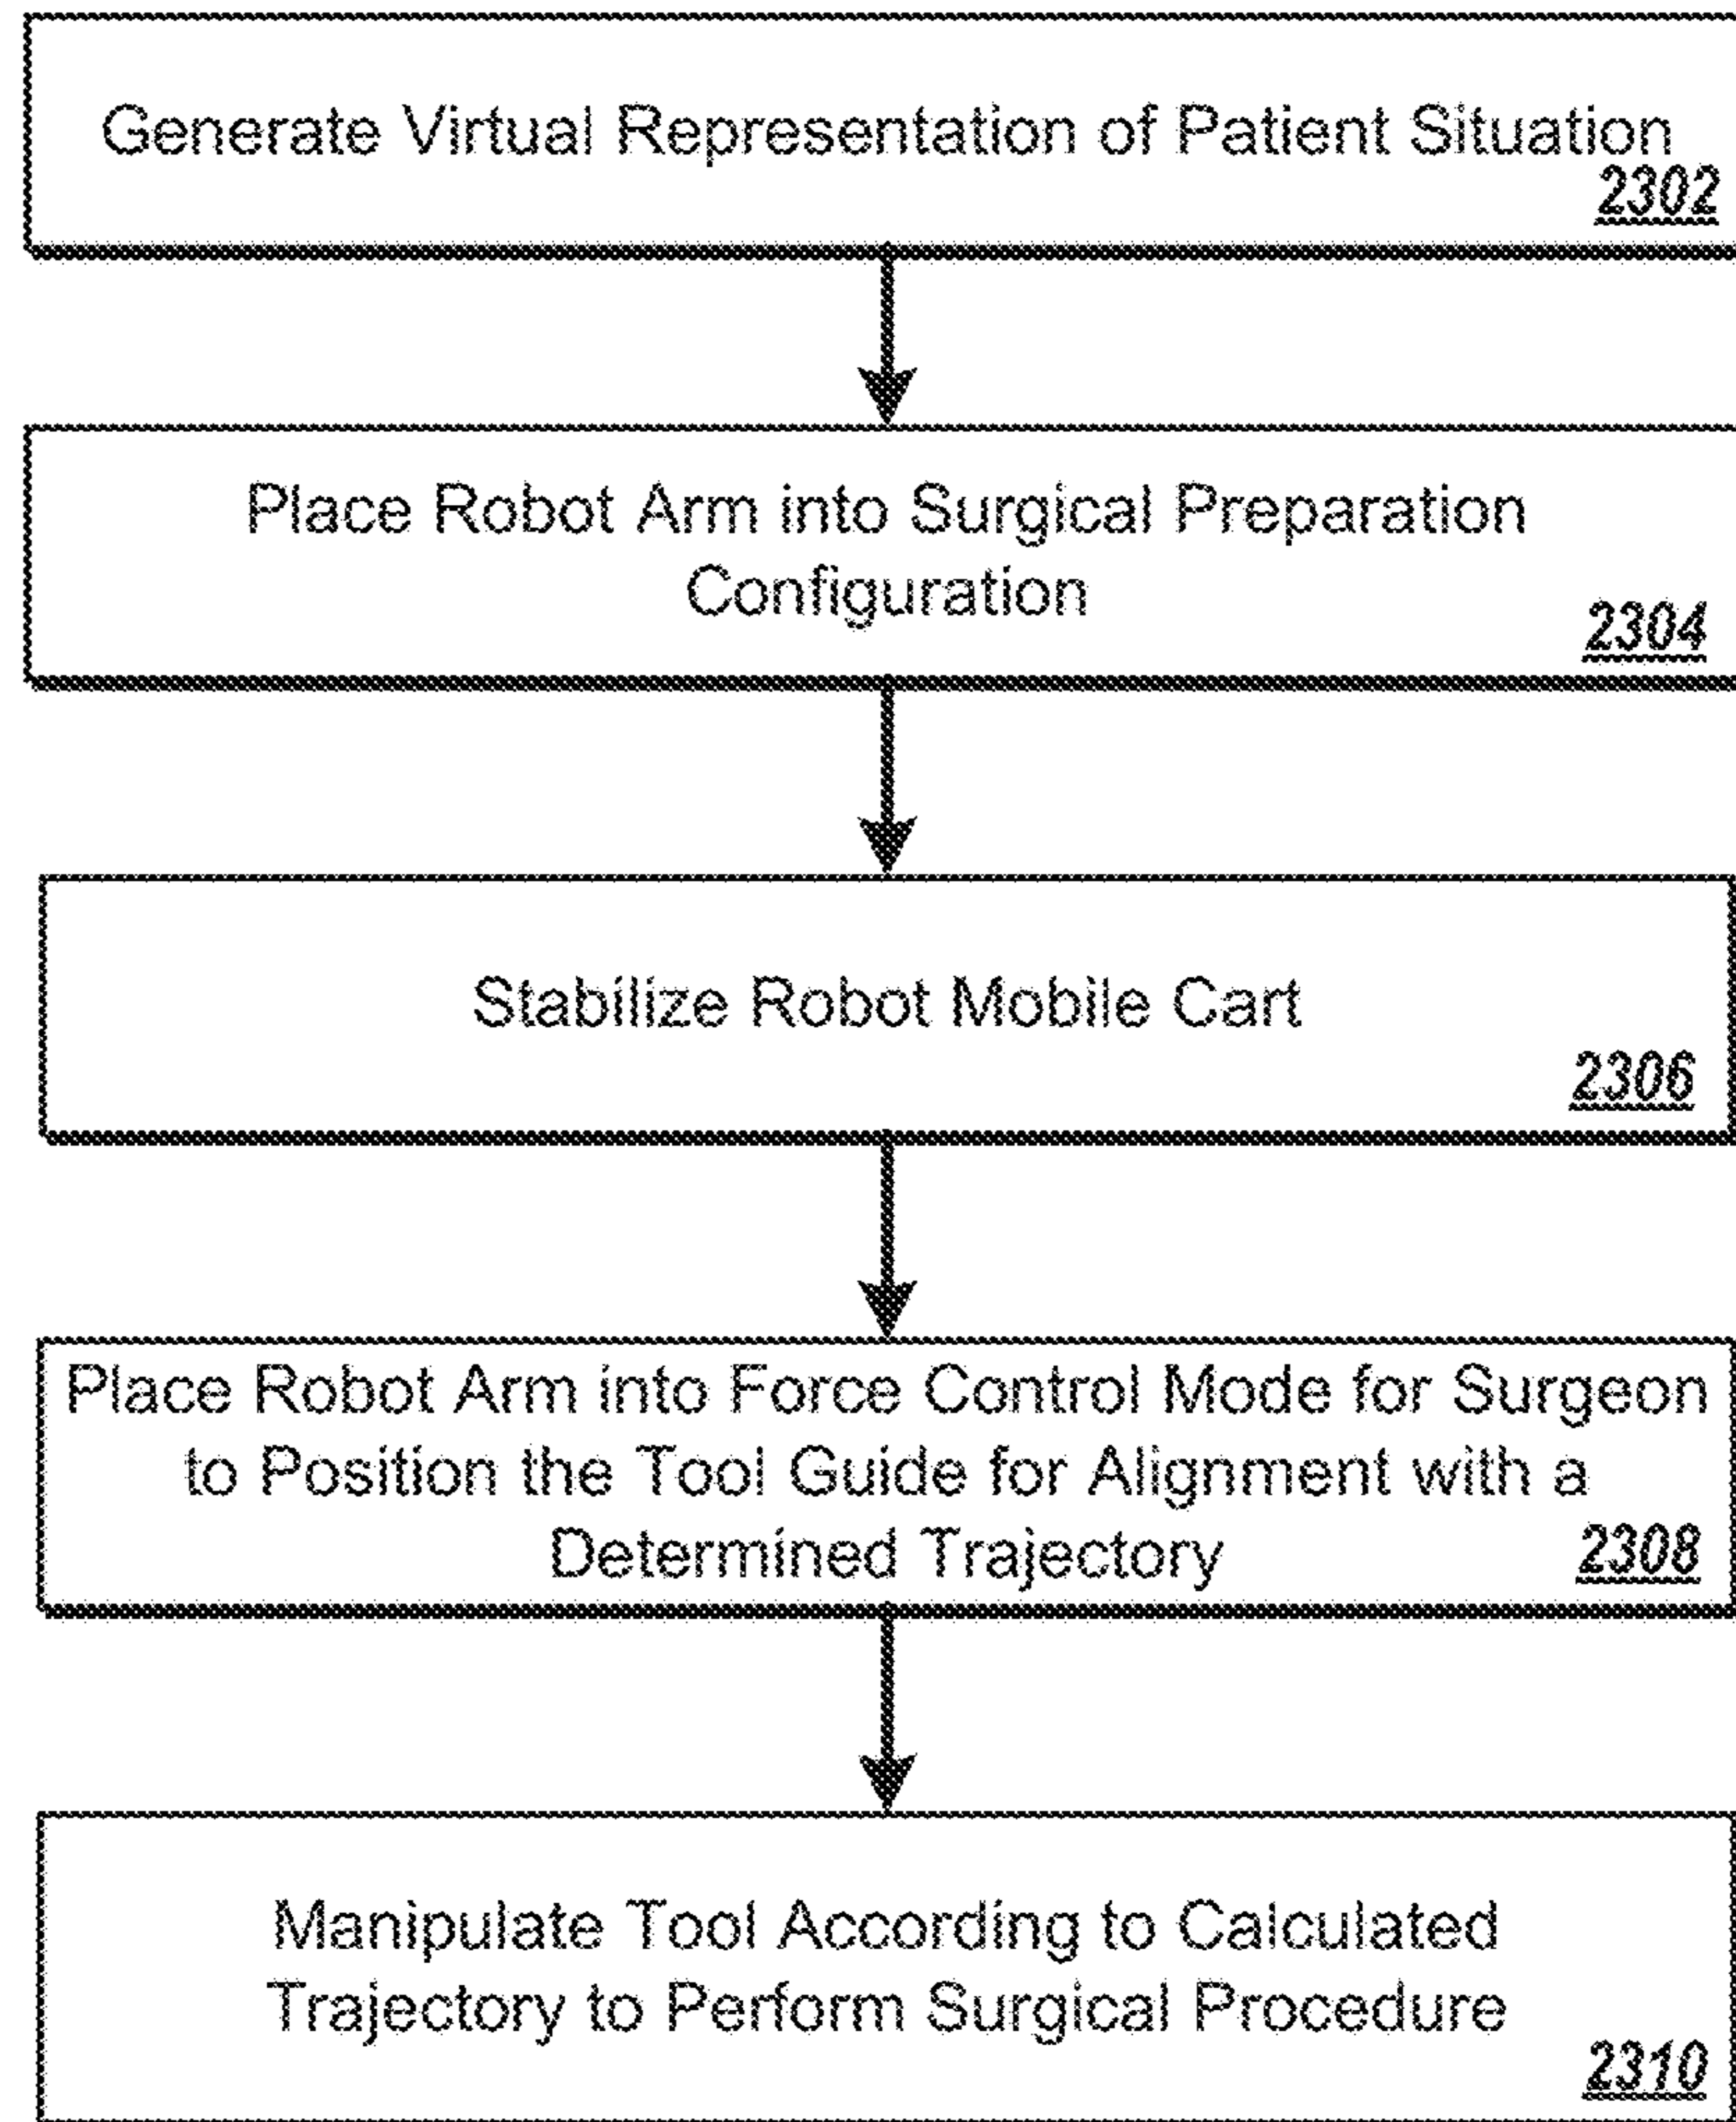 Generate Virtual Representation of Patient Situation
2302
Place Robot Arm into Surgical Preparation
Configuration
2304
Stabilize Robot Mobile Cart
2306
Place Robot Arm into Force Control Mode for Surgeon
to Position the Tool Guide for Alignment with a
Determined Trajectory
2308
Manipulate Tool According to Calculated
Trajectory to Perform Surgical Procedure
2310